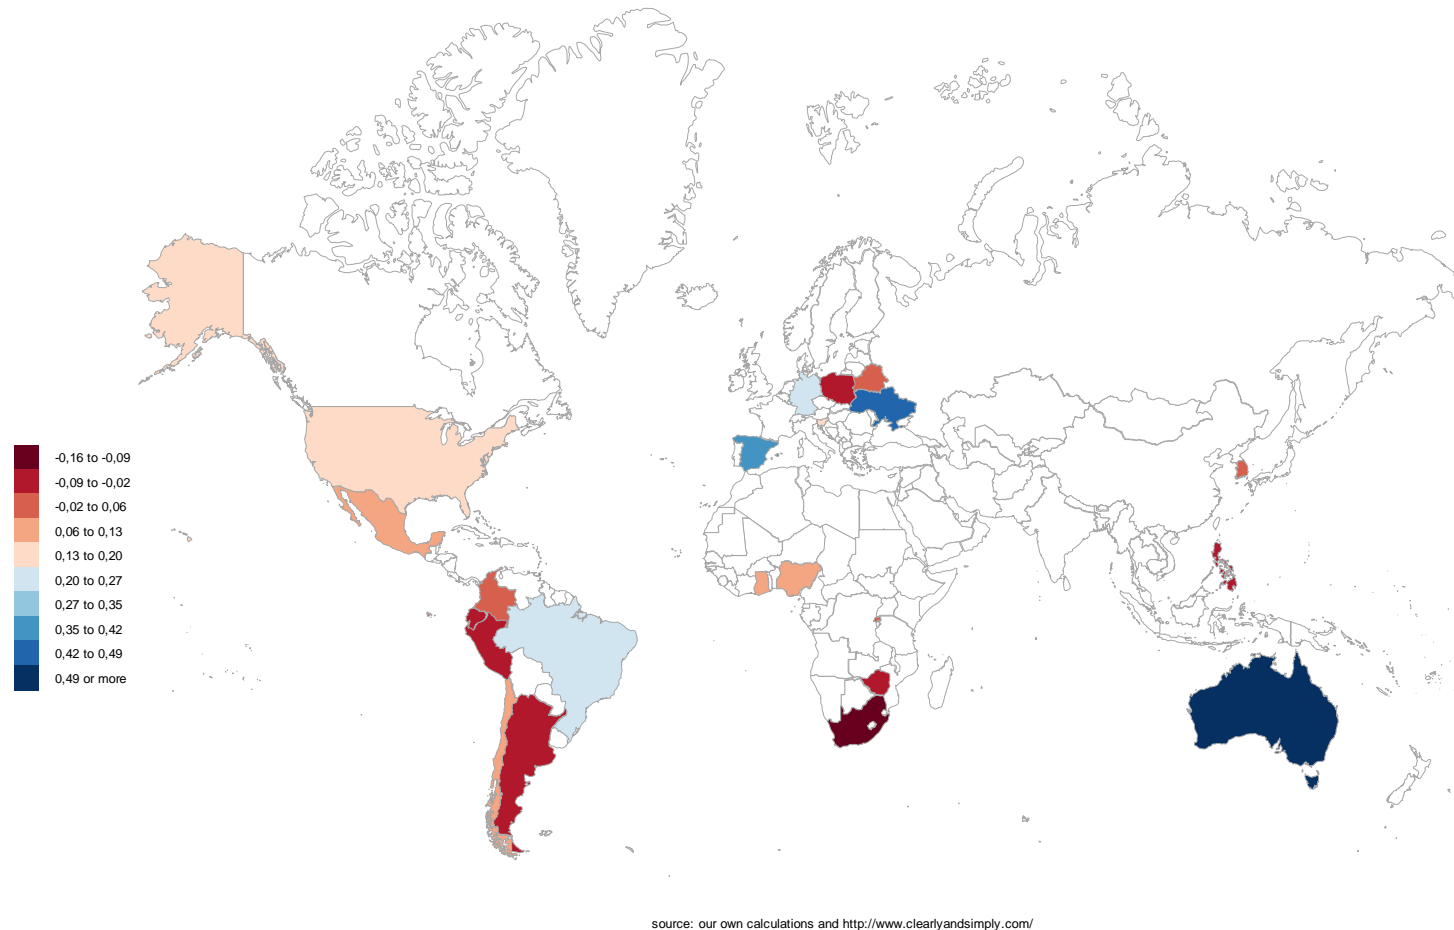 -0,16 to -0,09
-0,09 to -0,02
-0,02 to 0,06
0,06 to 0,13
0,13 to 0,20
0,20 to 0,27
0,27 to 0,35
0,35 to 0,42
0,42 to 0,49
0,49 or more
source: our own calculations and http://www.clearlyandsimply.com/